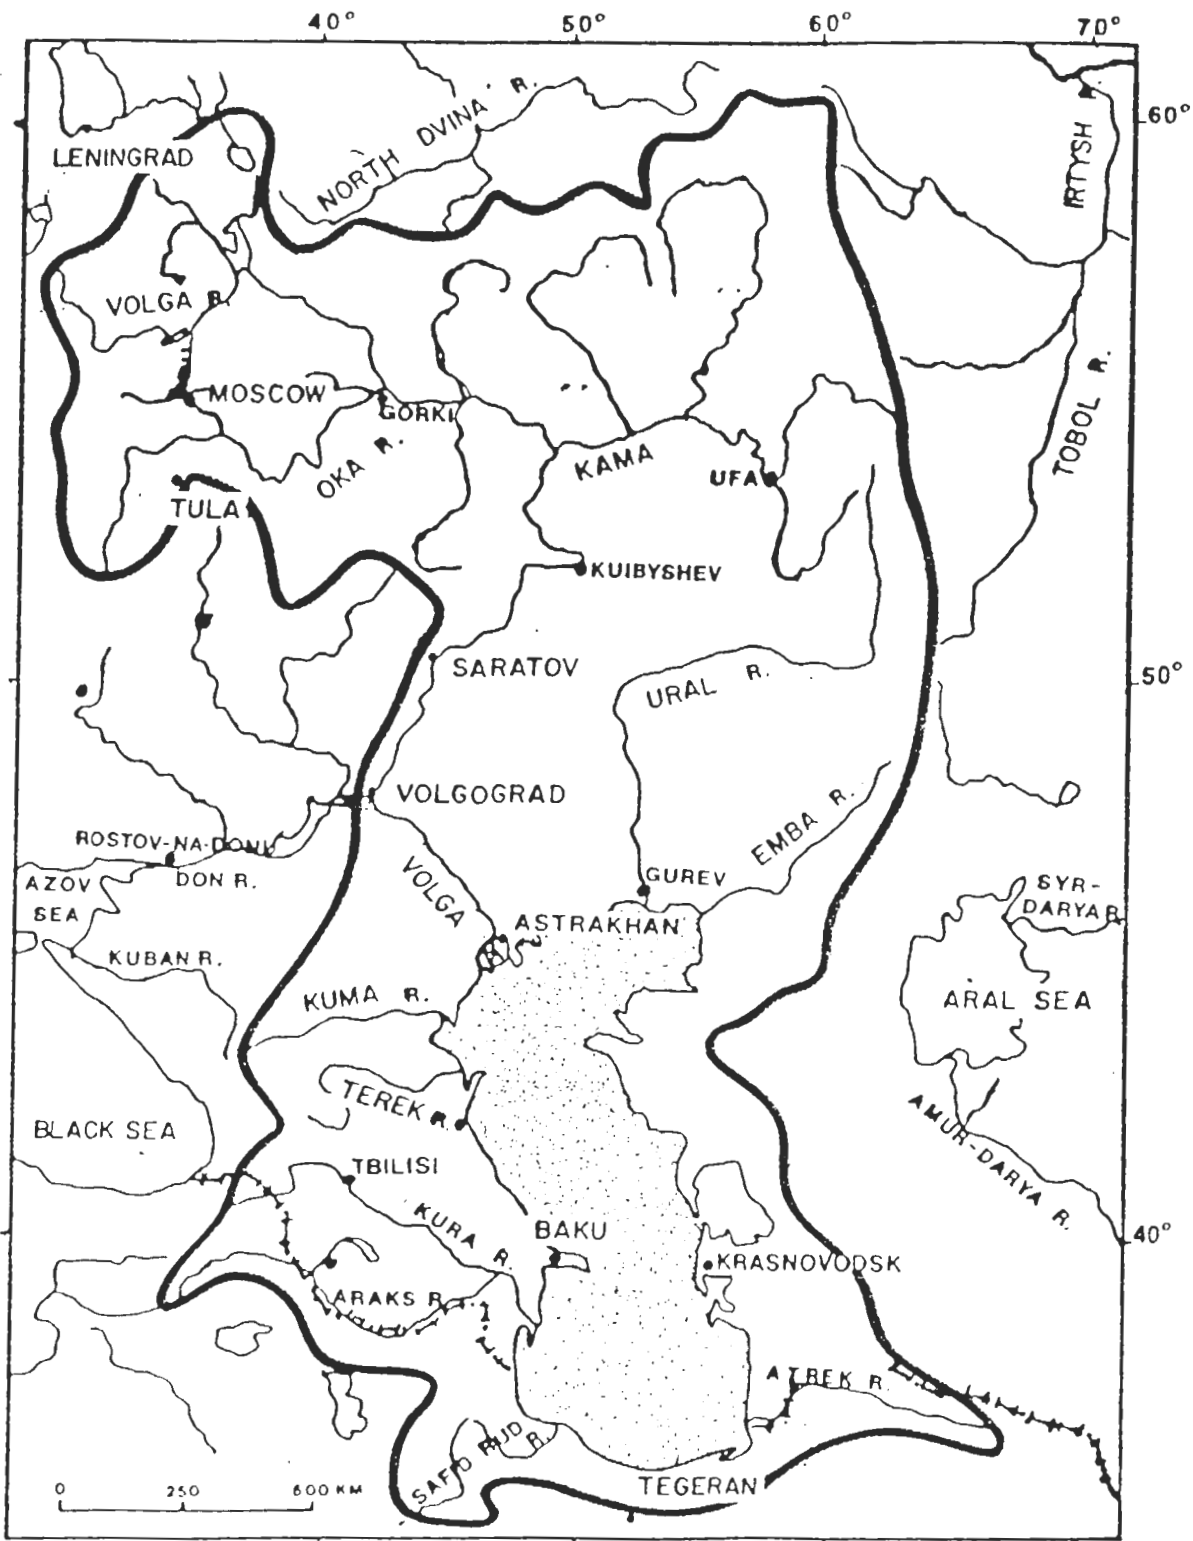 40°
50°
60°
70°
60°
NORTH DVINA R.
IRTYSH R.
LENINGRAD
VOLGA R.
MOSCOW
GORKI
OKA R.
KAMA
UFA
TOBOL R.
TULA
KUIBYSHEV
SARATOV
URAL R.
50°
VOLGOGRAD
EMBA R.
ROSTOV-NA-DONU
DON R.
AZOV
SEA
VOLGA
GUREV
SYR-
DARYA R.
ASTRAKHAN
KUBAN R.
KUMA R.
ARAL SEA
TEREK R.
BLACK SEA
AMUR-DARYA R.
TBILISI
KURA R.
BAKU
40°
KRASNOVODSK
ARAKS R.
ATREK R
SAFID RUD R.
TEGERAN
0 250 600 KM